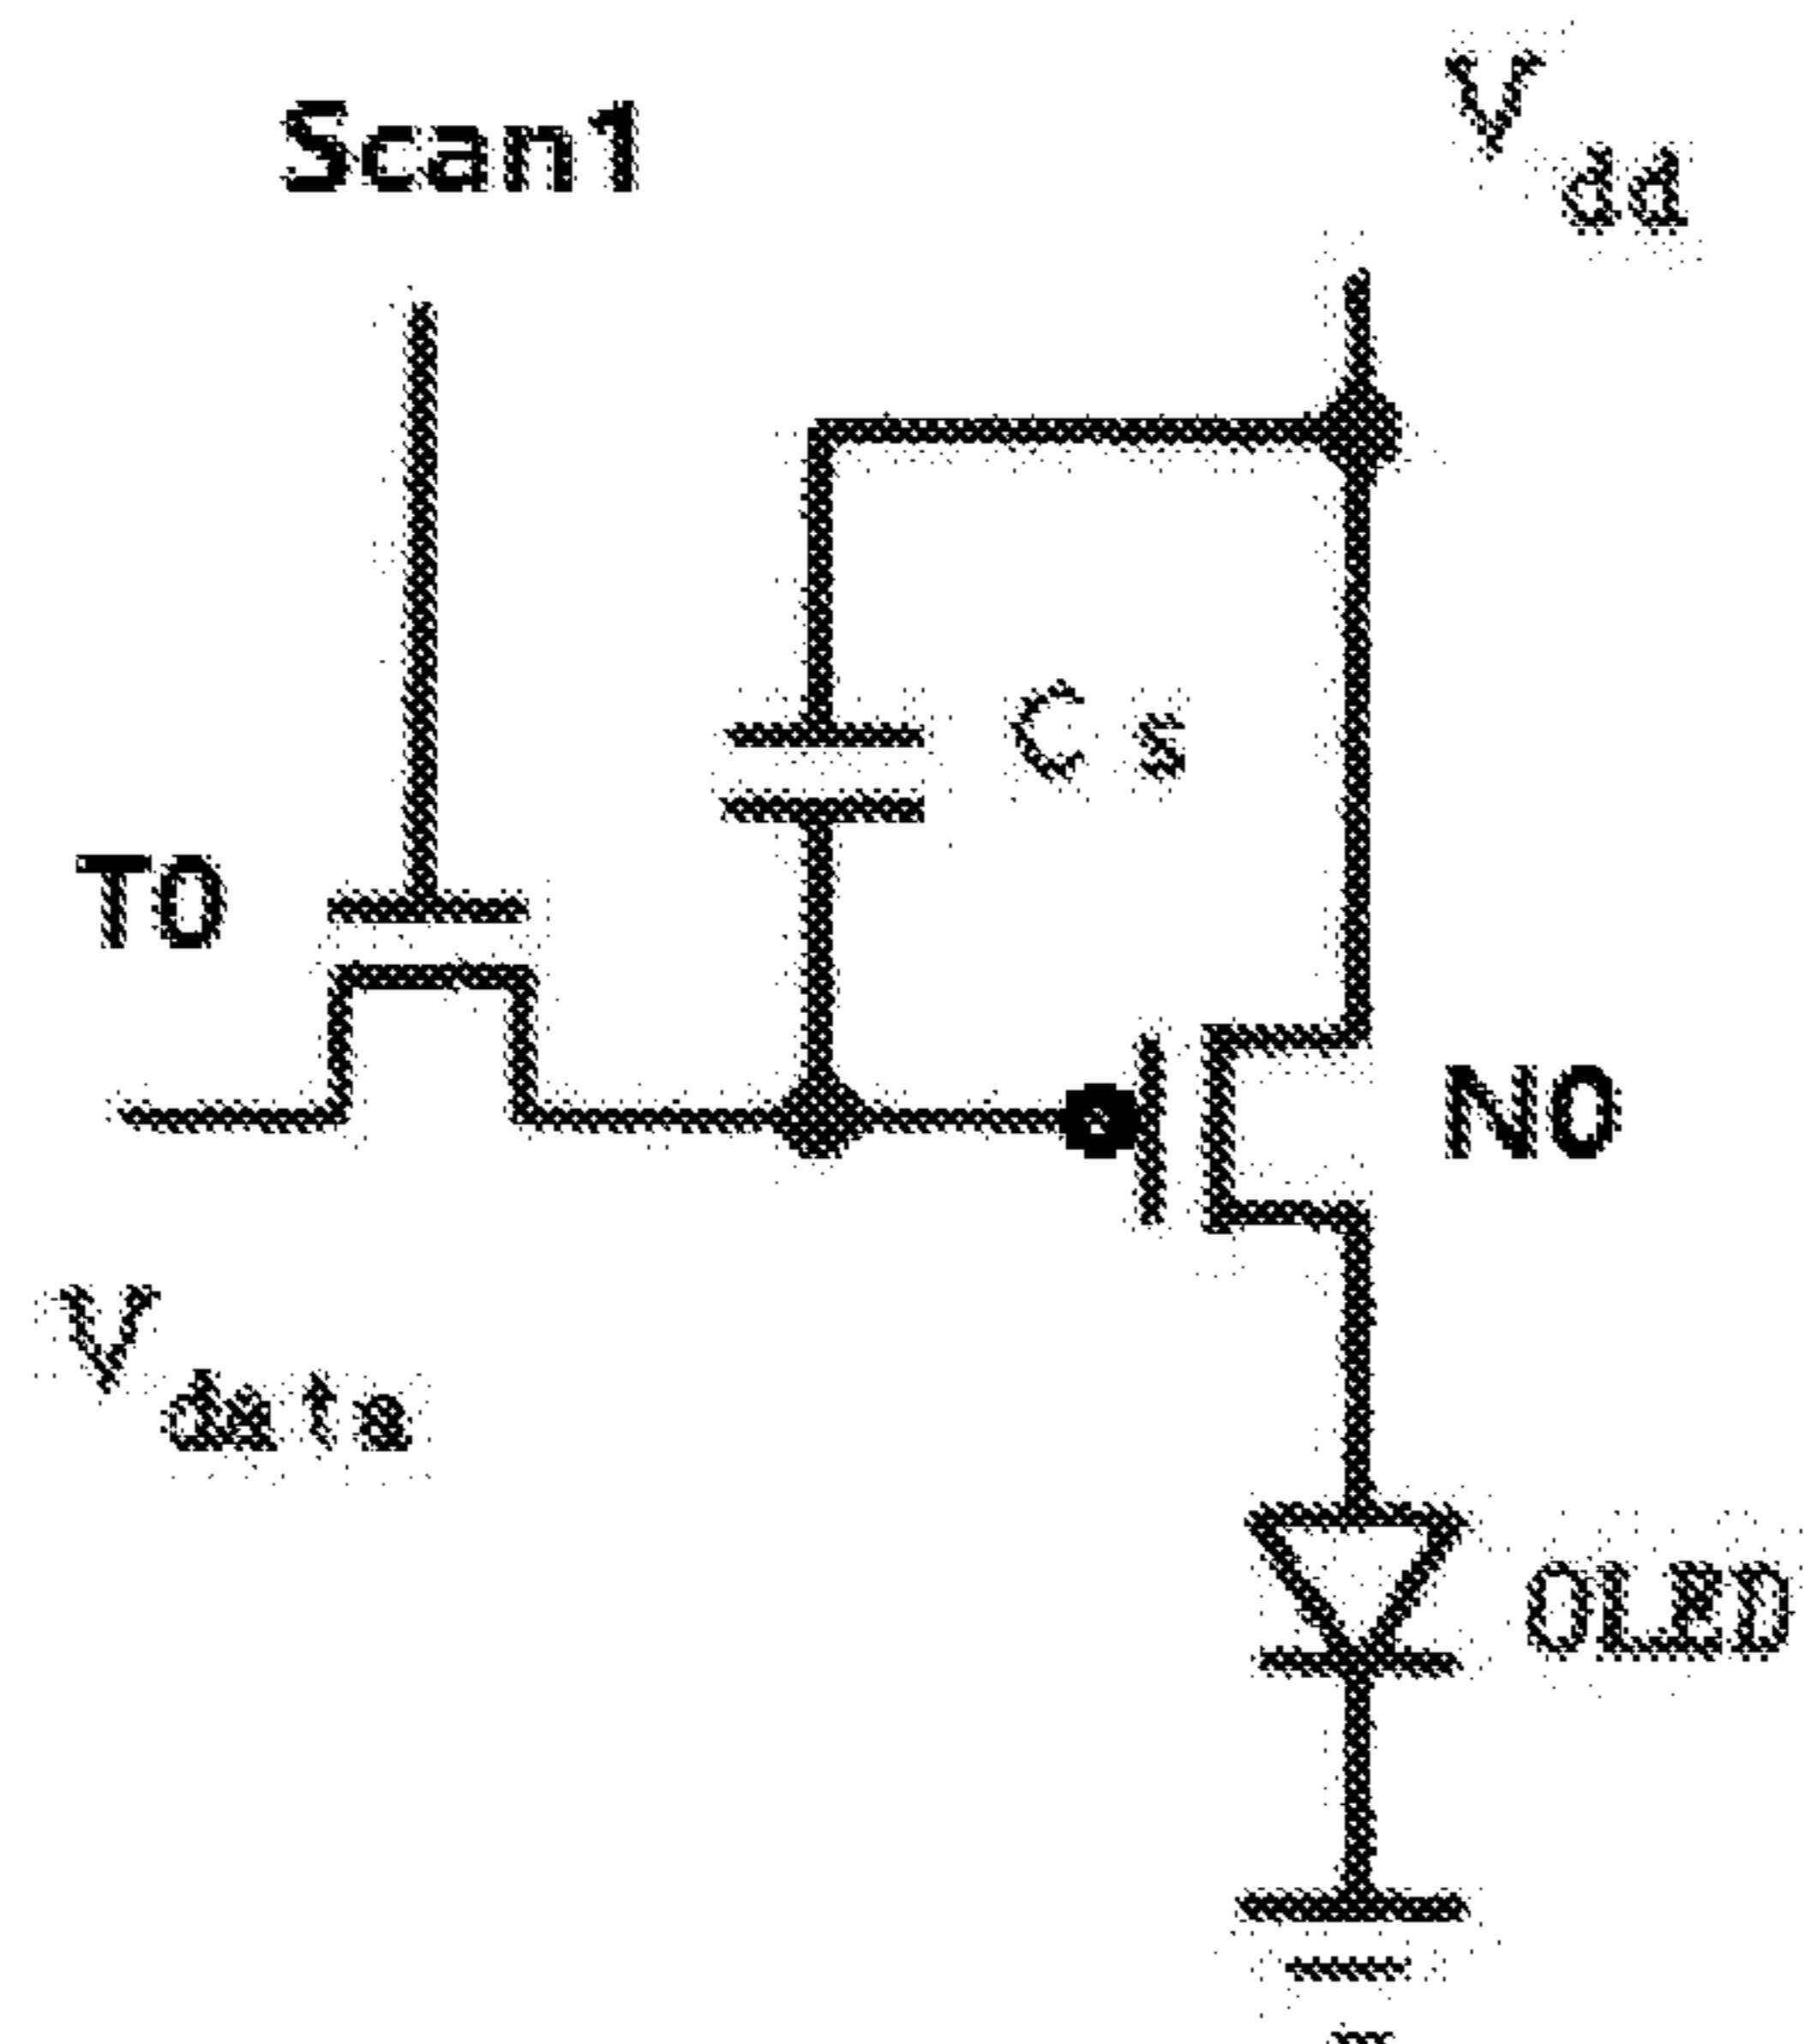 Scan1
Vdd
Cs
T0
N0
Vdata
OLED